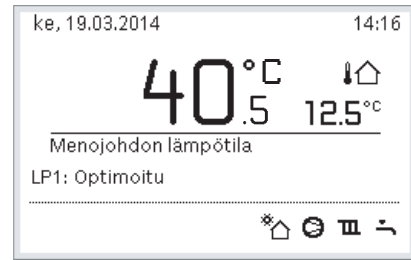 ke, 19.03.2014 14:16
40.5 °C
12.5°C
Menojohdon lämpötila
LP1: Optimoitu